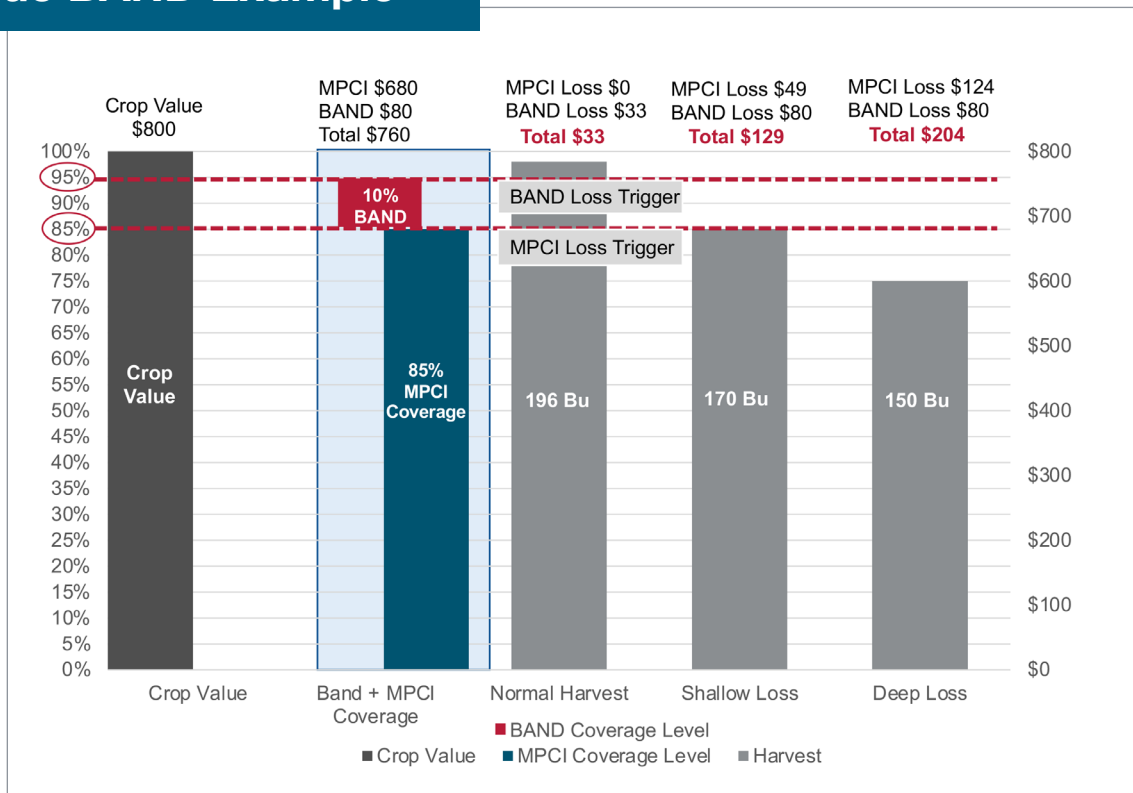 BAND Example
Crop Value
$800
MPCI $680
BAND $80
Total $760
MPCI Loss $0
BAND Loss $33
Total $33
MPCI Loss $49
BAND Loss $80
Total $129
MPCI Loss $124
BAND Loss $80
Total $204
100%
95%
90%
85%
80%
75%
70%
65%
60%
55%
50%
45%
40%
35%
30%
25%
20%
15%
10%
5%
0%
$800
$700
$600
$500
$400
$300
$200
$100
$0
10%
BAND
BAND Loss Trigger
MPCI Loss Trigger
Crop
Value
85%
MPCI
Coverage
196 Bu
170 Bu
150 Bu
Crop Value
Band + MPCI
Coverage
Normal Harvest
Shallow Loss
Deep Loss
BAND Coverage Level
Crop Value
MPCI Coverage Level
Harvest